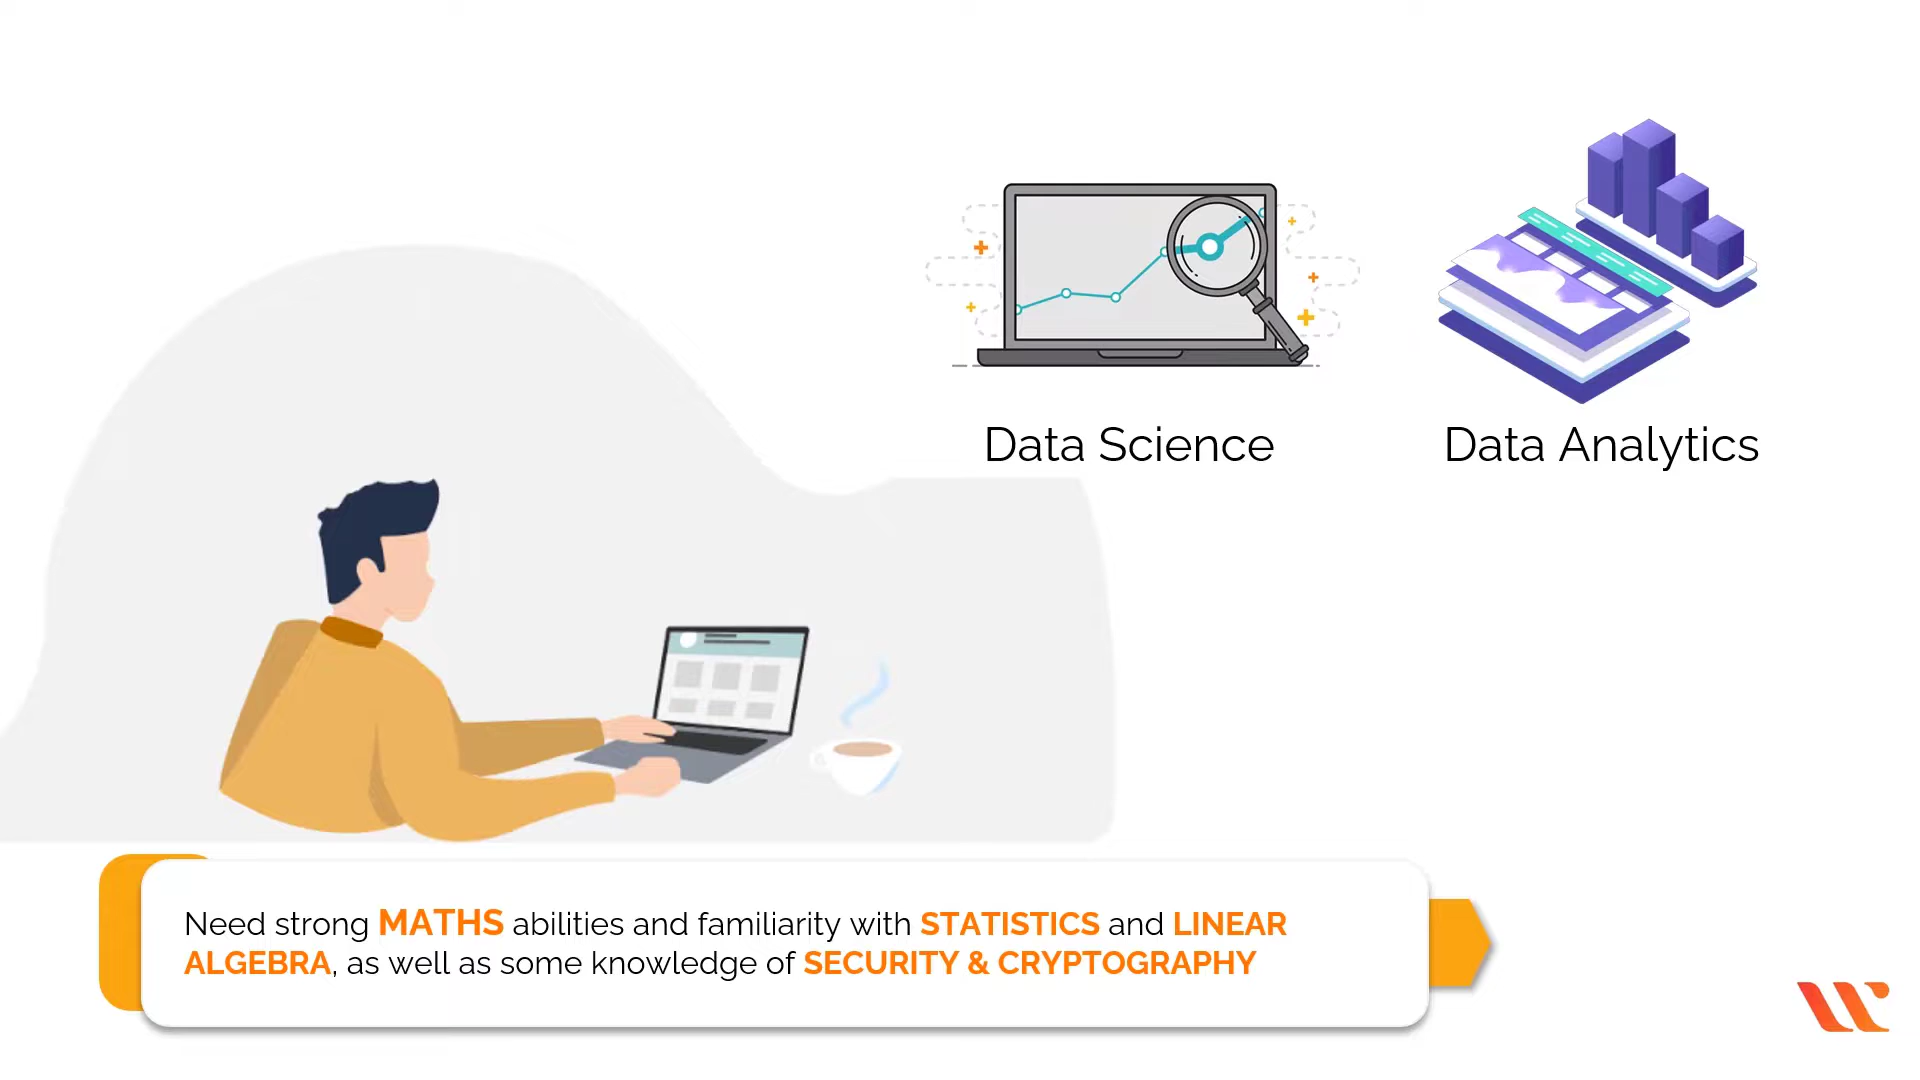 Data Science
Data Analytics
Need strong MATHS abilities and familiarity with STATISTICS and LINEAR
ALGEBRA, as well as some knowledge of SECURITY & CRYPTOGRAPHY